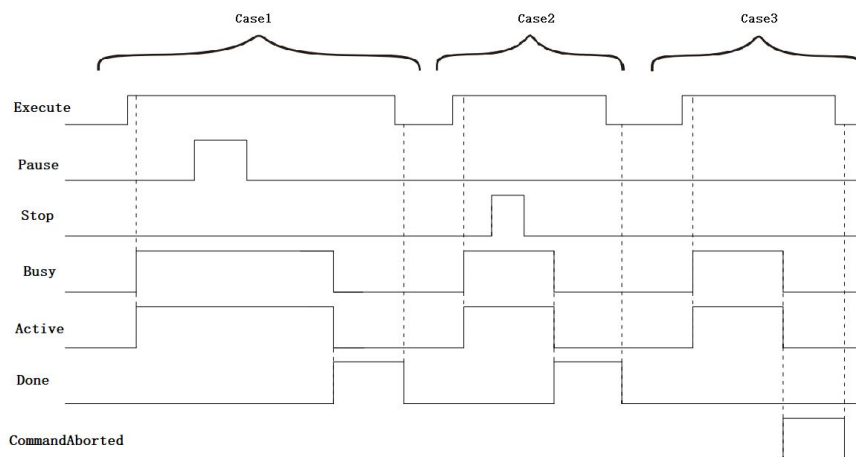 Case1 Case2 Case3
Execute
Pause
Stop
Busy
Active
Done
CommandAborted